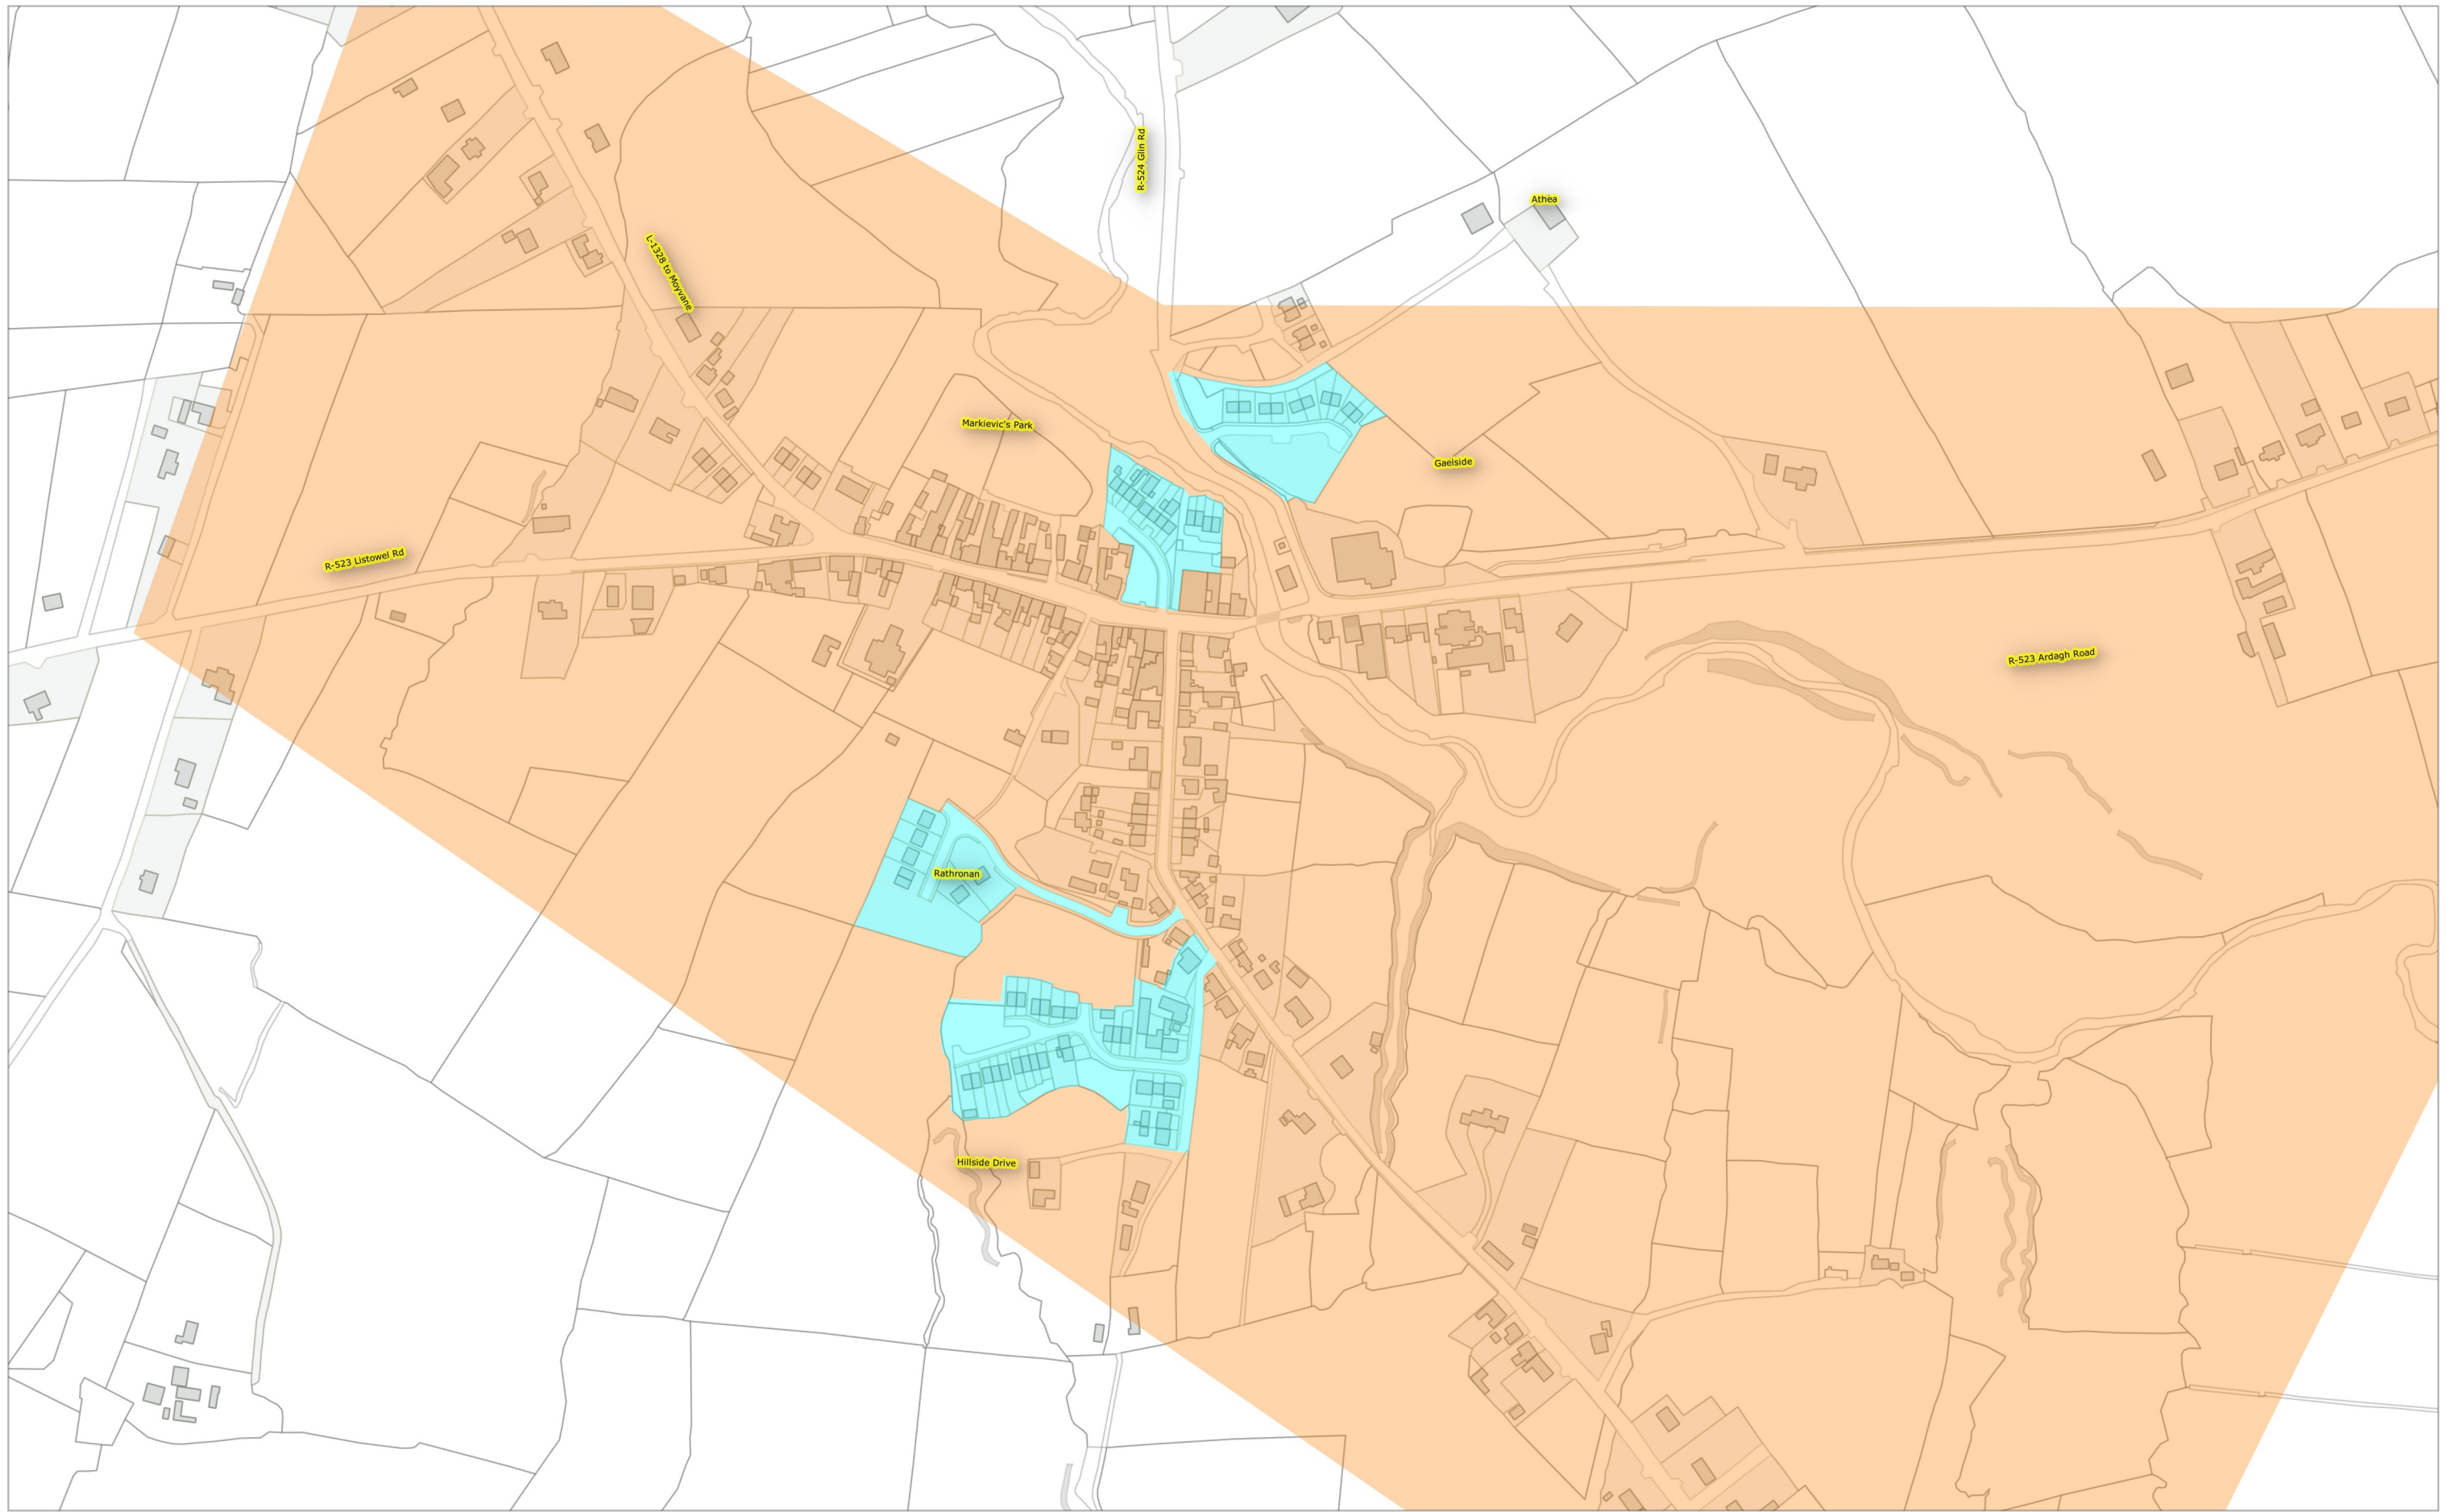 R-524 Glin Rd
Athea
L-1328 to Moyvane
Markievic's Park
Gaelside
R-523 Listowel Rd
R-523 Ardagh Road
Rathronan
Hillside Drive